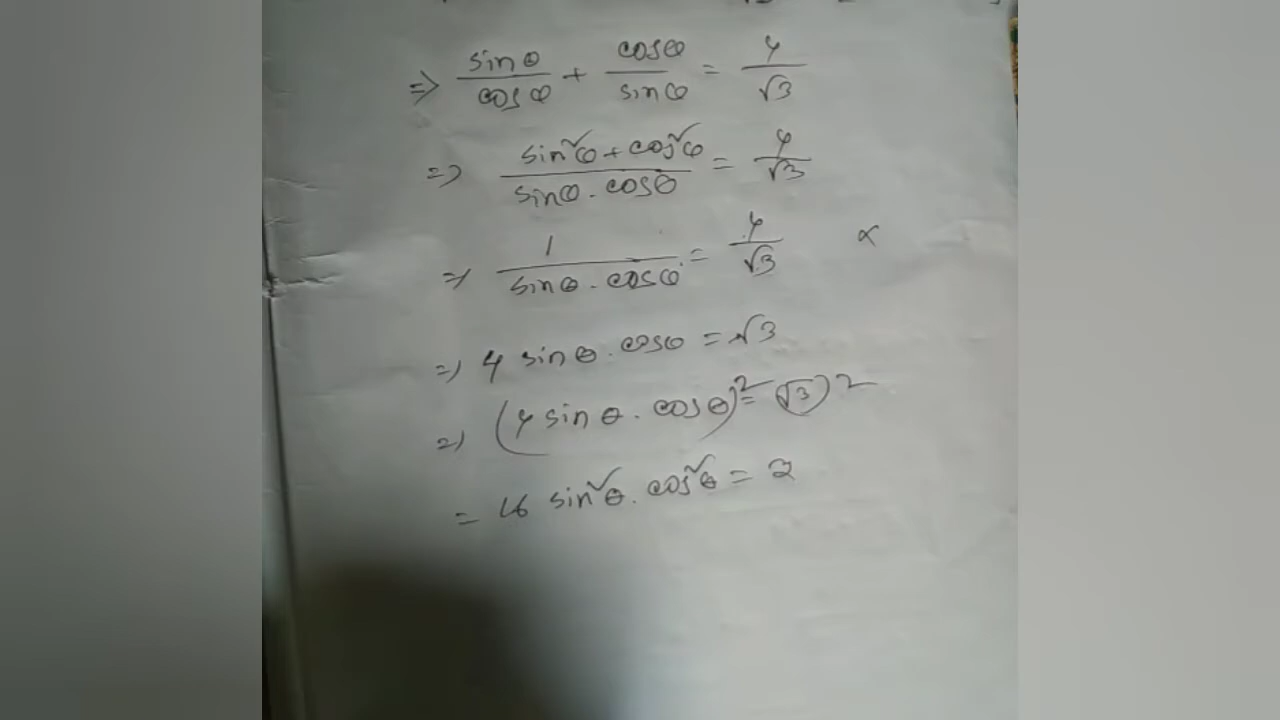 ⇒ sinθ/cosθ + cosθ/sinθ = 4/√3
⇒ sin²θ + cos²θ / sinθ . cosθ = 4/√3
⇒ 1 / sinθ . cosθ = 4/√3 ∝
⇒ 4 sinθ . cosθ = √3
⇒ (4 sinθ . cosθ)² = (√3)²
= 16 sin²θ . cos²θ = 3